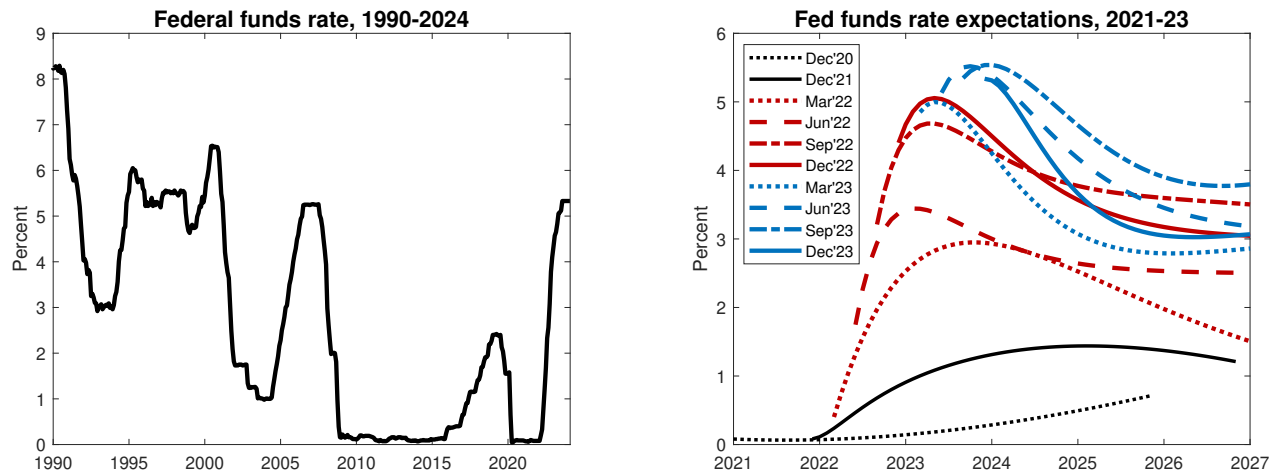 Federal funds rate, 1990-2024
Percent
9
8
7
6
5
4
3
2
1
0
1990 1995 2000 2005 2010 2015 2020
Fed funds rate expectations, 2021-23
Percent
6
5
4
3
2
1
0
Dec'20
Dec'21
Mar'22
Jun'22
Sep'22
Dec'22
Mar'23
Jun'23
Sep'23
Dec'23
2021 2022 2023 2024 2025 2026 2027